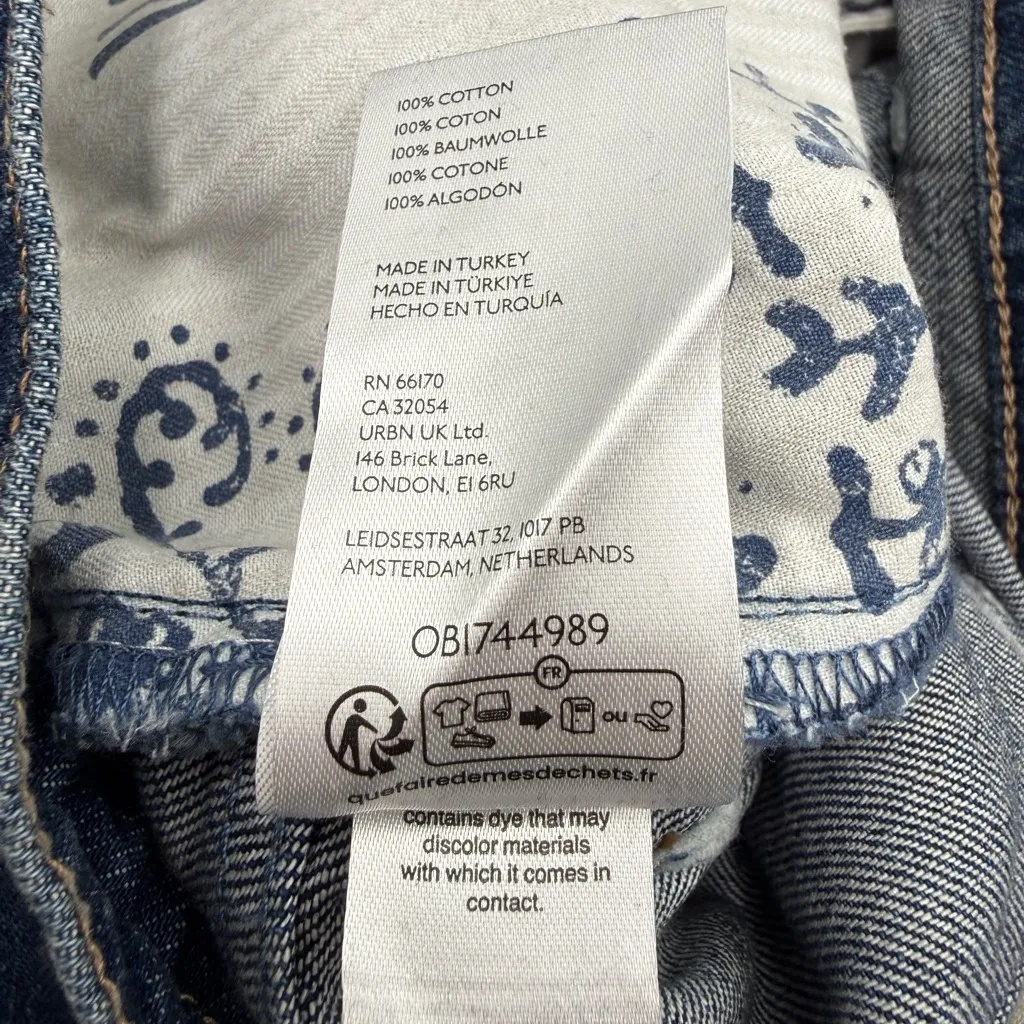 100% COTTON
100% COTON
100% BAUMWOLLE
100% COTONE
100% ALGODÓN
MADE IN TURKEY
MADE IN TÜRKIYE
HECHO EN TURQUÍA
RN 66170
CA 32054
URBN UK Ltd.
146 Brick Lane,
LONDON, E1 6RU
LEIDSESTRAAT 32, 1017 PB
AMSTERDAM, NETHERLANDS
OB1744989
FR
ou
quefairedemesdechets.fr
contains dye that may
discolor materials
with which it comes in
contact.